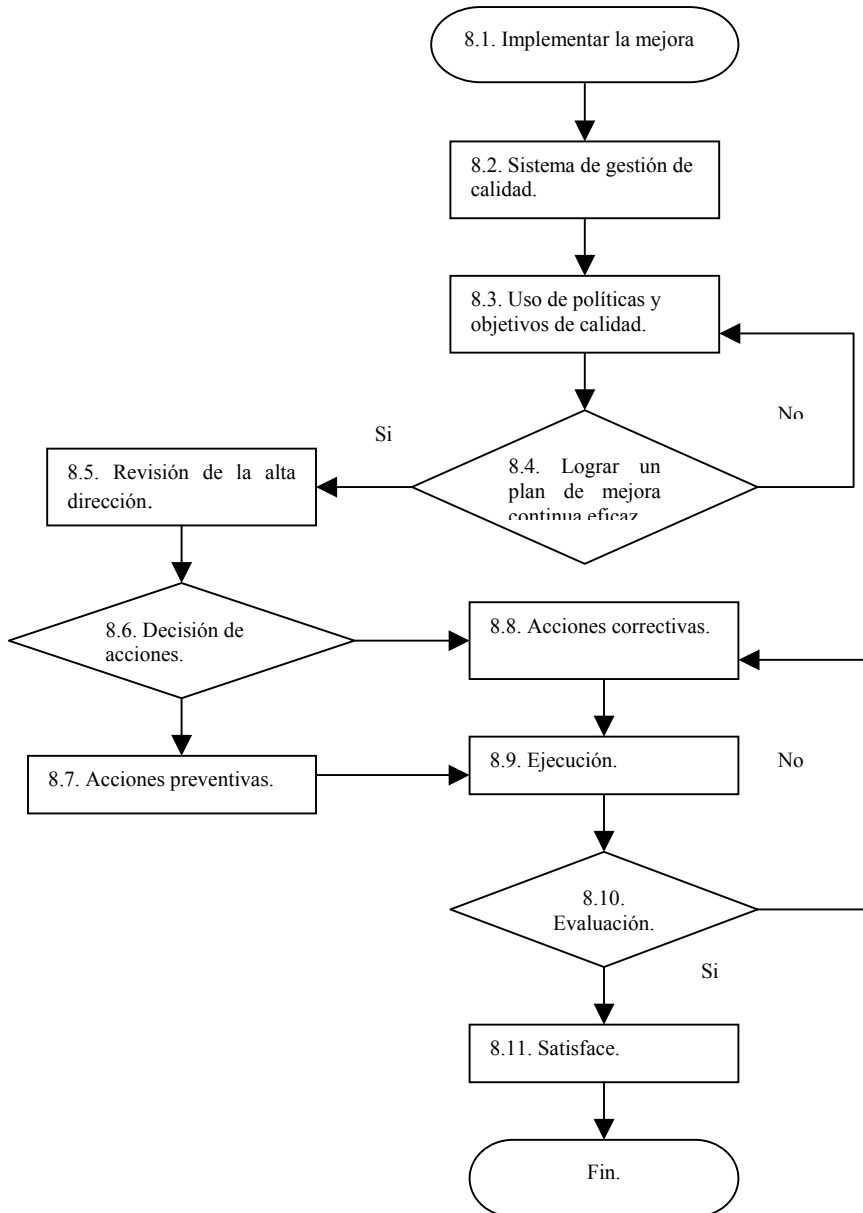 8.1. Implementar la mejora
8.2. Sistema de gestión de
calidad.
8.3. Uso de políticas y
objetivos de calidad.
No
Si
8.4. Lograr un
plan de mejora
continua eficaz
8.5. Revisión de la alta
dirección.
8.6. Decisión de
acciones.
8.8. Acciones correctivas.
8.7. Acciones preventivas.
8.9. Ejecución.
No
8.10.
Evaluación.
Si
8.11. Satisface.
Fin.